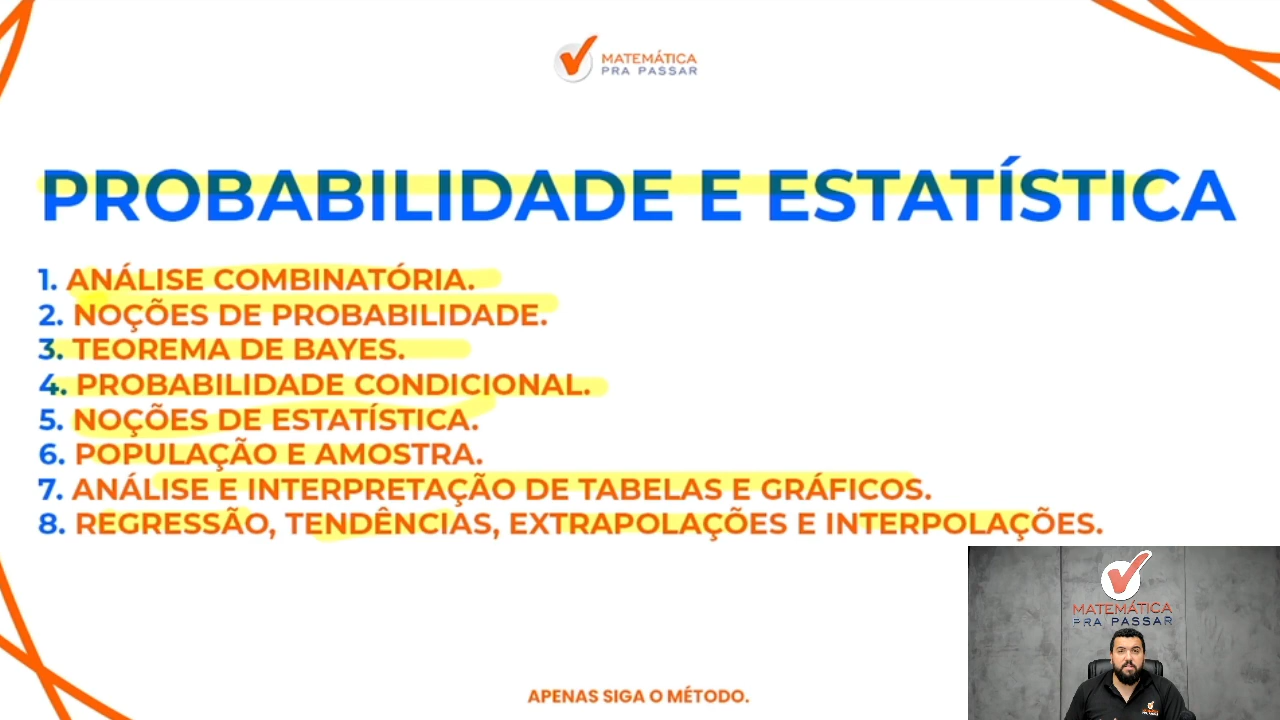 MATEMÁTICA
PRA PASSAR
PROBABILIDADE E ESTATÍSTICA
1. ANÁLISE COMBINATÓRIA.
2. NOÇÕES DE PROBABILIDADE.
3. TEOREMA DE BAYES.
4. PROBABILIDADE CONDICIONAL.
5. NOÇÕES DE ESTATÍSTICA.
6. POPULAÇÃO E AMOSTRA.
7. ANÁLISE E INTERPRETAÇÃO DE TABELAS E GRÁFICOS.
8. REGRESSÃO, TENDÊNCIAS, EXTRAPOLAÇÕES E INTERPOLAÇÕES.
MATEMÁTICA
PRA PASSAR
APENAS SIGA O MÉTODO.